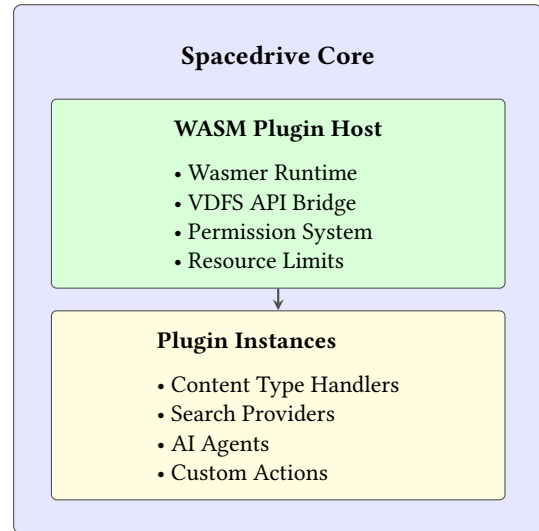 Spacedrive Core
WASM Plugin Host
• Wasmer Runtime
• VDFS API Bridge
• Permission System
• Resource Limits
Plugin Instances
• Content Type Handlers
• Search Providers
• AI Agents
• Custom Actions